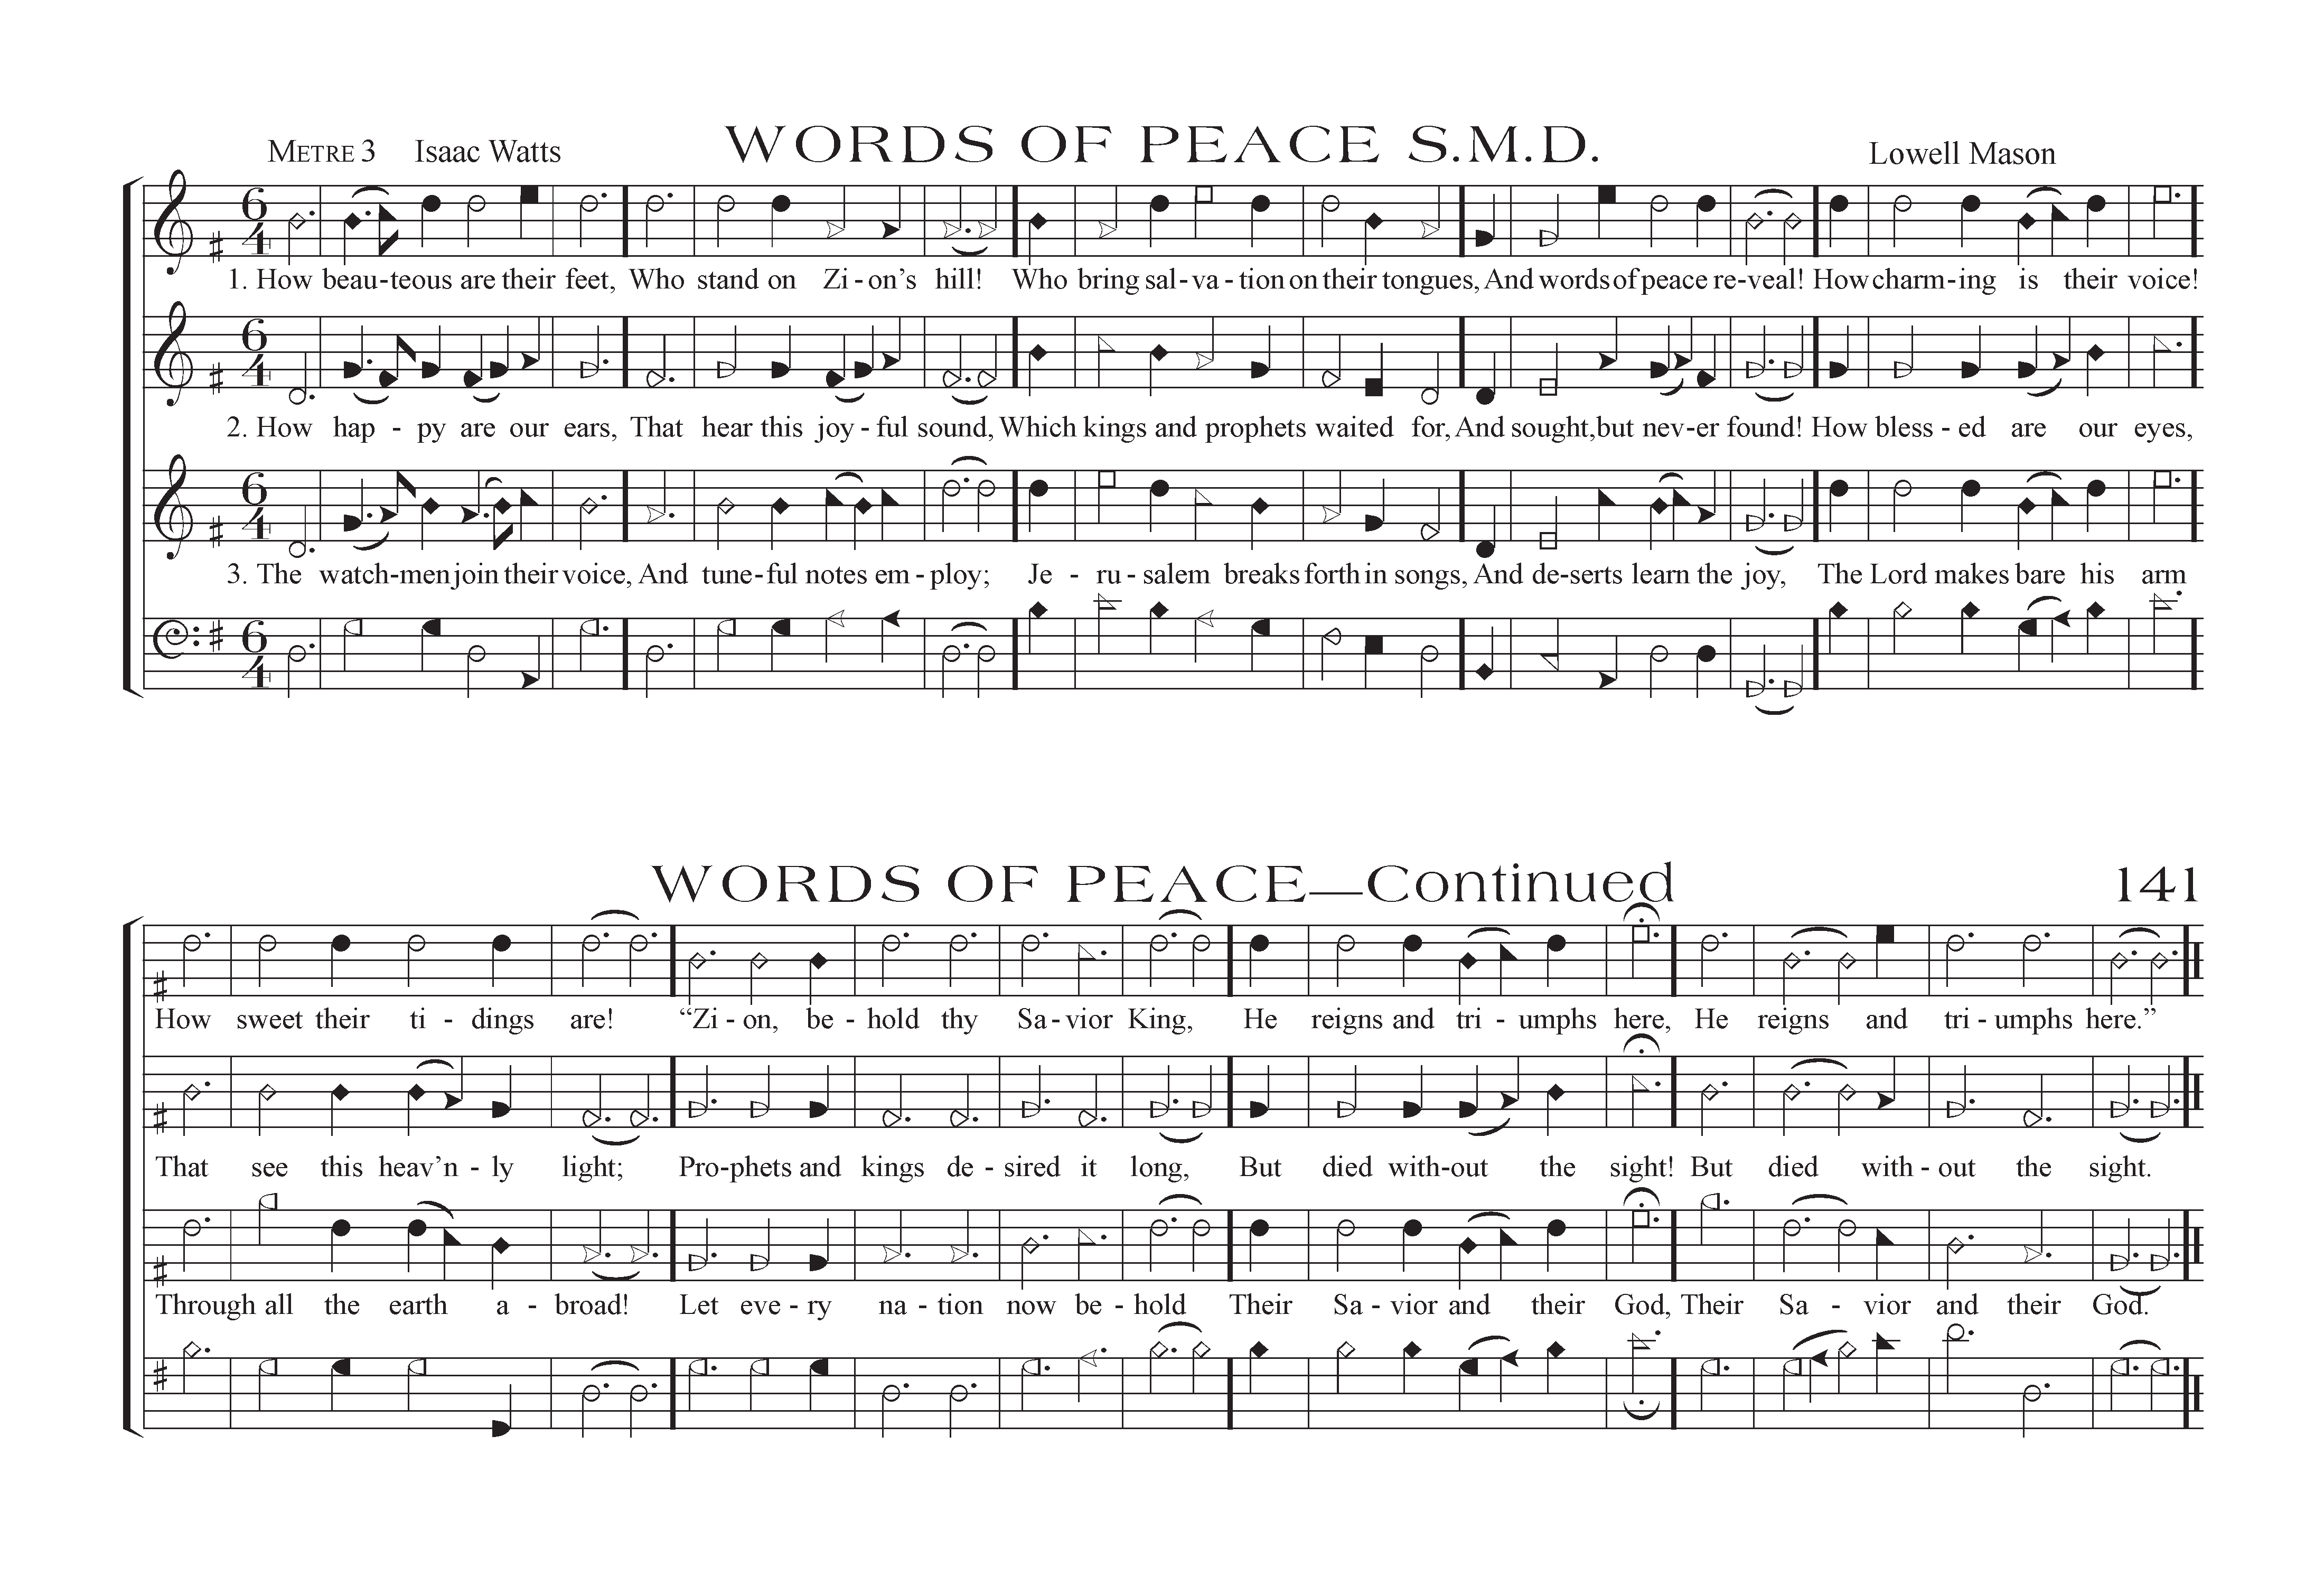 WORDS OF PEACE S.M.D.
METRE 3 Isaac Watts Lowell Mason
6 4
1. How beau-teous are their feet, Who stand on Zi-on's hill! Who bring sal-va-tion on their tongues, And words of peace re-veal! How charm-ing is their voice!
6 4
2. How hap-py are our ears, That hear this joy-ful sound, Which kings and prophets waited for, And sought, but nev-er found! How bless-ed are our eyes,
6 4
3. The watch-men join their voice, And tune-ful notes em-ploy; Je-ru-salem breaks forth in songs, And de-serts learn the joy, The Lord makes bare his arm
6 4
WORDS OF PEACE—Continued 141
How sweet their ti-dings are! “Zi-on, be-hold thy Sa-vior King, He reigns and tri-umphs here, He reigns and tri-umphs here.”
That see this heav'n-ly light; Pro-phets and kings de-sired it long, But died with-out the sight! But died with-out the sight.
Through all the earth a-broad! Let eve-ry na-tion now be-hold Their Sa-vior and their God, Their Sa-vior and their God.